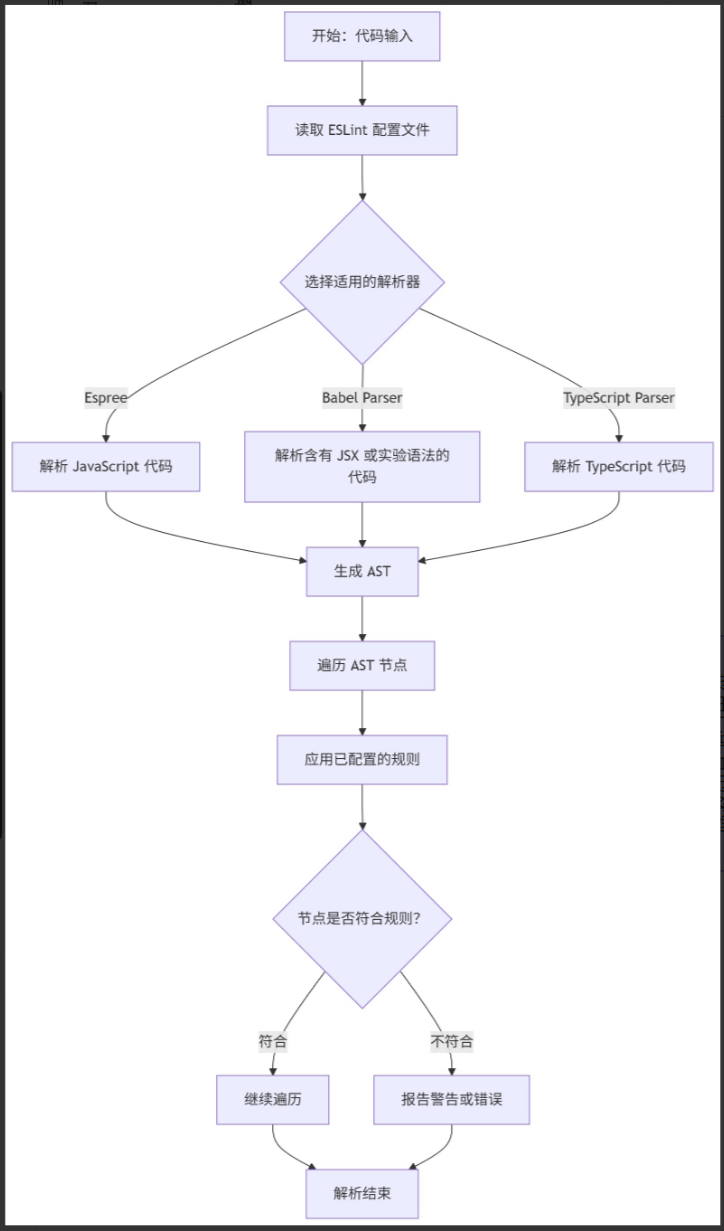 开始：代码输入
读取 ESLint 配置文件
选择适用的解析器
Espree
Babel Parser
TypeScript Parser
解析 JavaScript 代码
解析含有 JSX 或实验语法的
代码
解析 TypeScript 代码
生成 AST
遍历 AST 节点
应用已配置的规则
节点是否符合规则？
符合
不符合
继续遍历
报告警告或错误
解析结束